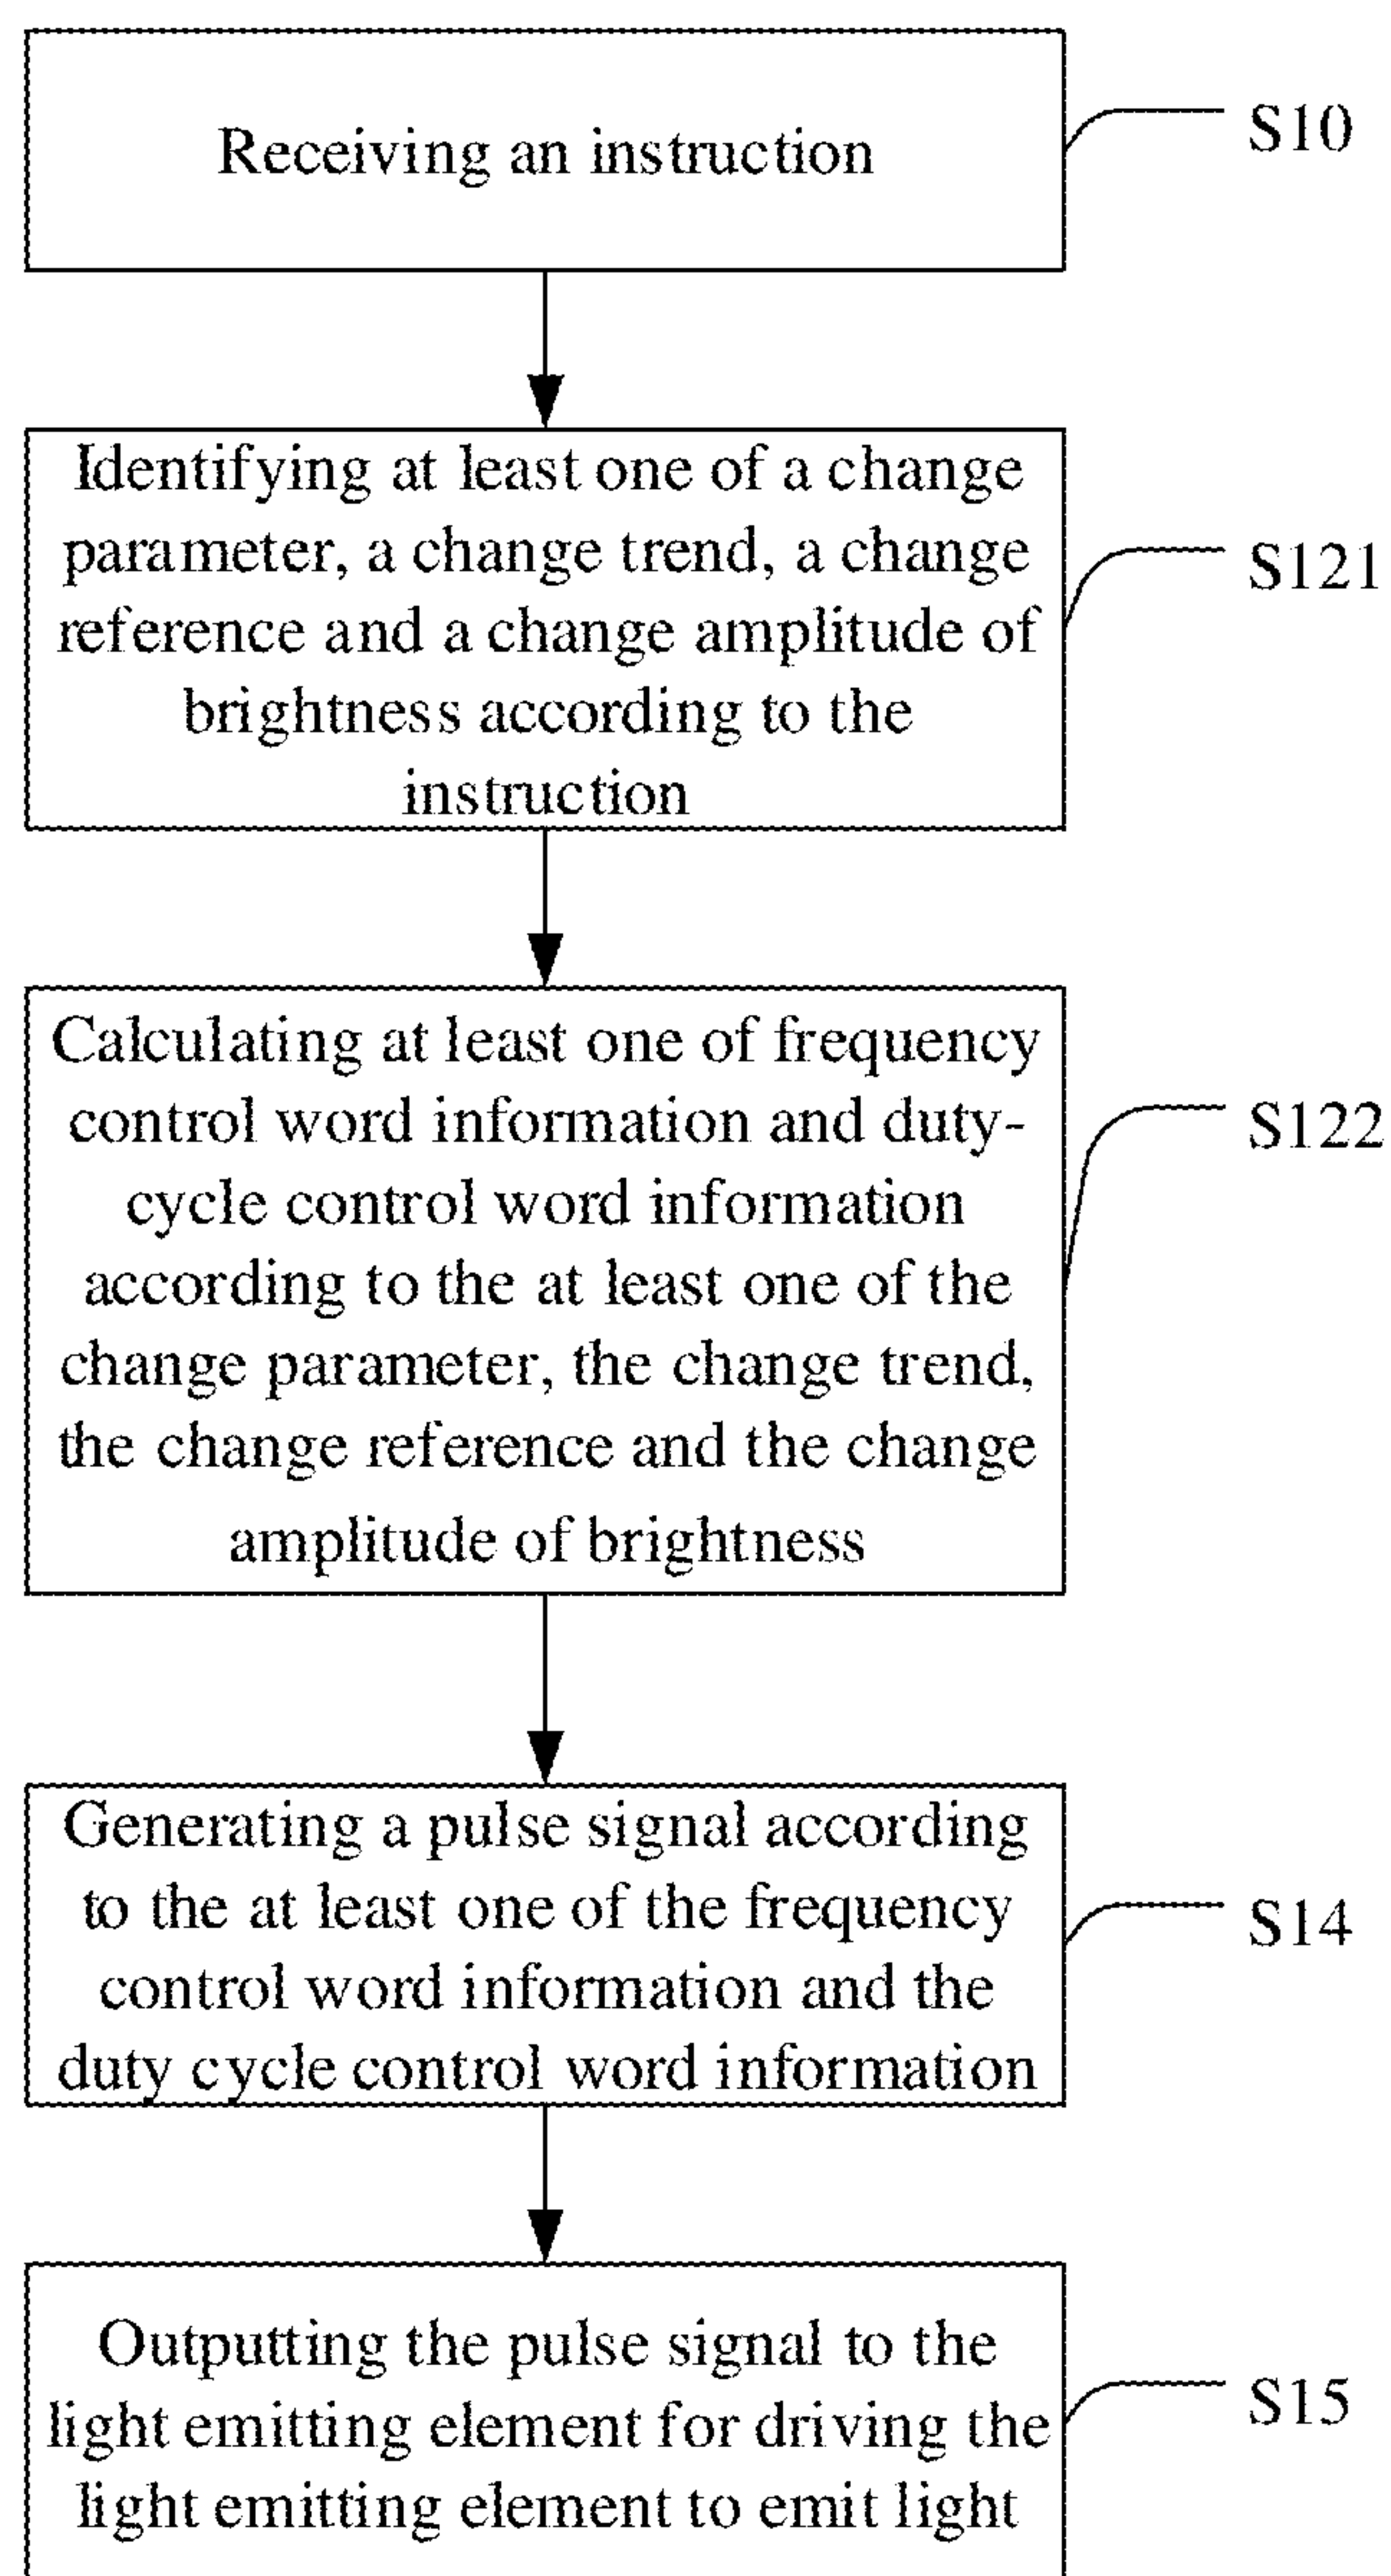 Receiving an instruction
S10
Identifying at least one of a change
parameter, a change trend, a change
reference and a change amplitude of
brightness according to the
instruction
S121
Calculating at least one of frequency
control word information and duty-
cycle control word information
according to the at least one of the
change parameter, the change trend,
the change reference and the change
amplitude of brightness
S122
Generating a pulse signal according
to the at least one of the frequency
control word information and the
duty cycle control word information
S14
Outputting the pulse signal to the
light emitting element for driving the
light emitting element to emit light
S15